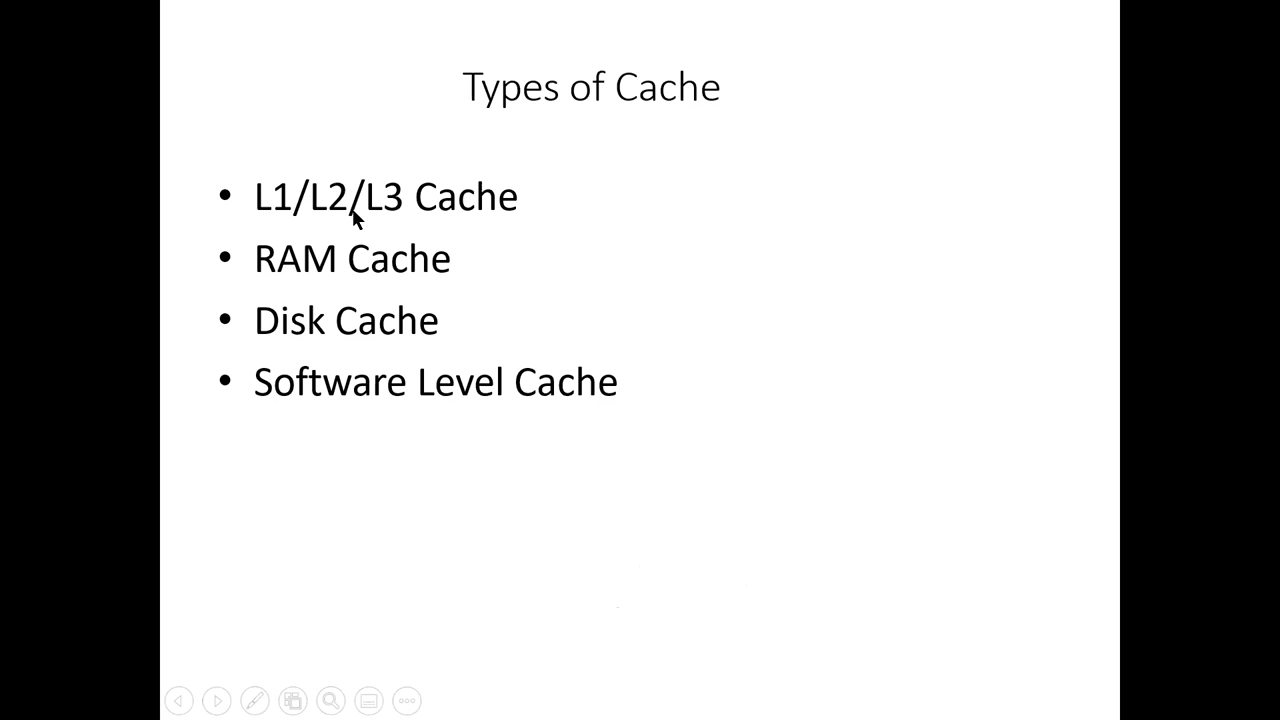 Types of Cache
• L1/L2/L3 Cache
• RAM Cache
• Disk Cache
• Software Level Cache